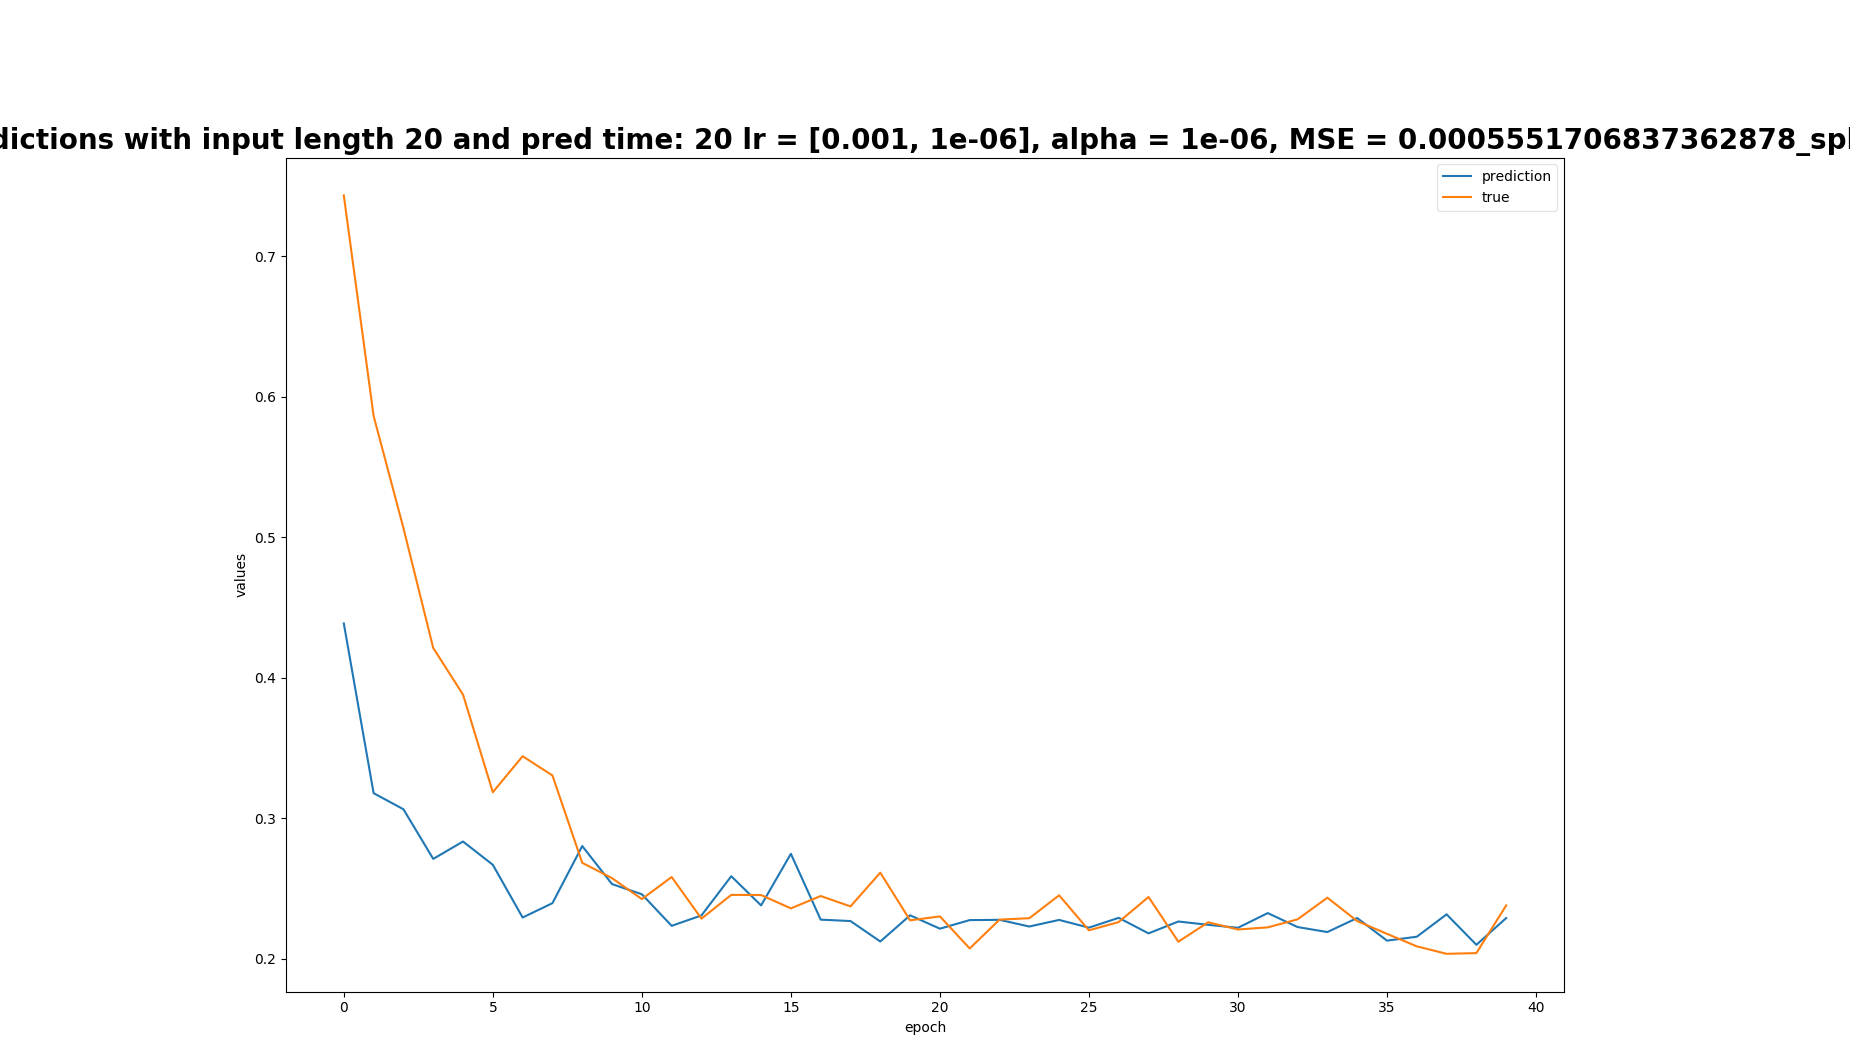 dictions with input length 20 and pred time: 20 lr = [0.001, 1e-06], alpha = 1e-06, MSE = 0.0005551706837362878_spl
prediction
true
0.7
0.6
0.5
0.4
0.3
0.2
values
0 5 10 15 20 25 30 35 40
epoch